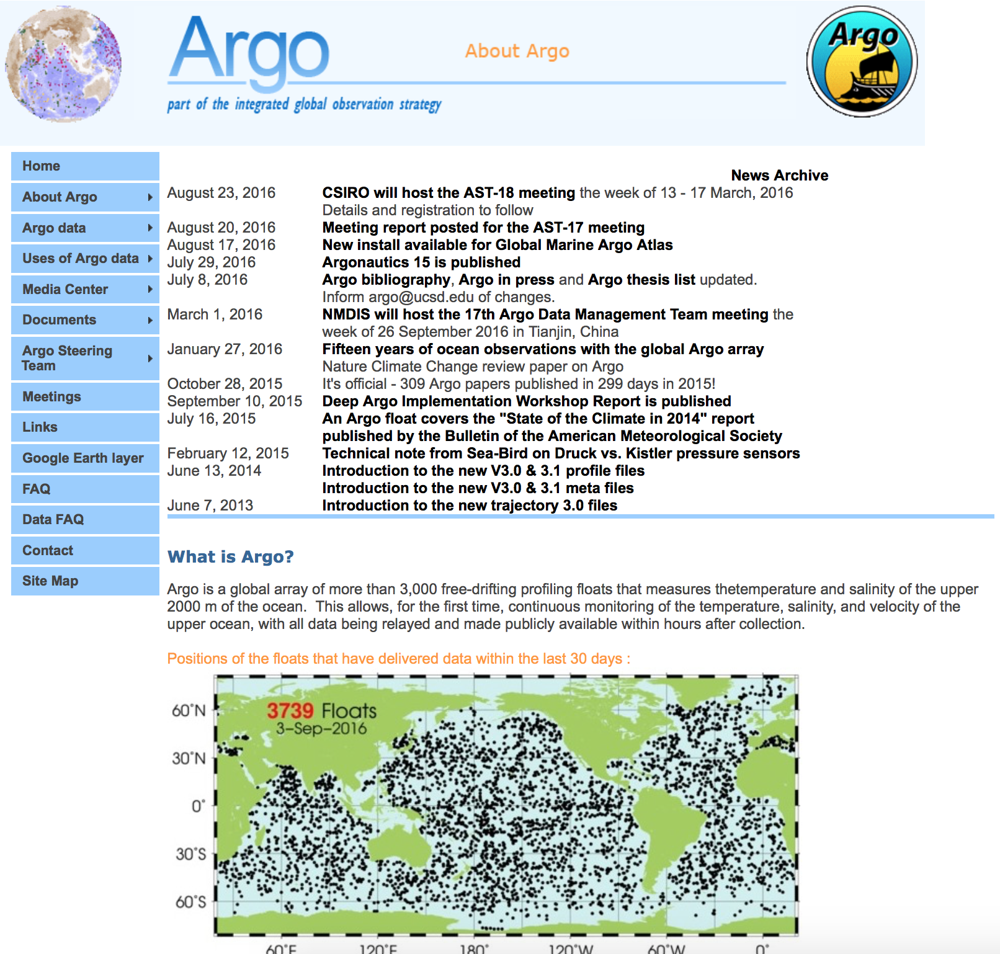 Argo
About Argo
Argo
part of the integrated global observation strategy
Home
About Argo
Argo data
Uses of Argo data
Media Center
Documents
Argo Steering
Team
Meetings
Links
Google Earth layer
FAQ
Data FAQ
Contact
Site Map
News Archive
August 23, 2016 CSIRO will host the AST-18 meeting the week of 13 - 17 March, 2016
Details and registration to follow
August 20, 2016 Meeting report posted for the AST-17 meeting
August 17, 2016 New install available for Global Marine Argo Atlas
July 29, 2016 Argonautics 15 is published
July 8, 2016 Argo bibliography, Argo in press and Argo thesis list updated.
Inform argo@ucsd.edu of changes.
March 1, 2016 NMDIS will host the 17th Argo Data Management Team meeting the
week of 26 September 2016 in Tianjin, China
January 27, 2016 Fifteen years of ocean observations with the global Argo array
Nature Climate Change review paper on Argo
October 28, 2015 It's official - 309 Argo papers published in 299 days in 2015!
September 10, 2015 Deep Argo Implementation Workshop Report is published
July 16, 2015 An Argo float covers the "State of the Climate in 2014" report
published by the Bulletin of the American Meteorological Society
February 12, 2015 Technical note from Sea-Bird on Druck vs. Kistler pressure sensors
June 13, 2014 Introduction to the new V3.0 & 3.1 profile files
Introduction to the new V3.0 & 3.1 meta files
June 7, 2013 Introduction to the new trajectory 3.0 files
What is Argo?
Argo is a global array of more than 3,000 free-drifting profiling floats that measures thetemperature and salinity of the upper
2000 m of the ocean. This allows, for the first time, continuous monitoring of the temperature, salinity, and velocity of the
upper ocean, with all data being relayed and made publicly available within hours after collection.
Positions of the floats that have delivered data within the last 30 days :
3739 Floats
3-Sep-2016
60°N
30°N
0°
30°S
60°S
60°E 120°E 180° 120°W 60°W 0°